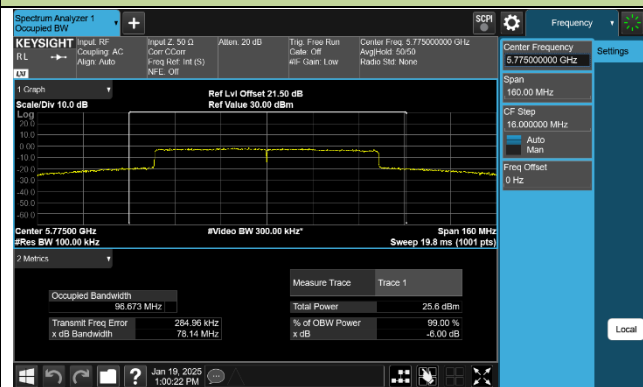 Spectrum Analyzer 1
Occupied BW
SCPI
Frequency
KEYSIGHT
RL
LXI
Input: RF
Coupling: AC
Align: Auto
Input Z: 50 Ω
Corr CCorr
Freq Ref: Int (S)
NFE: Off
Atten: 20 dB
Trig: Free Run
Gate: Off
#IF Gain: Low
Center Freq: 5.775000000 GHz
Avg|Hold: 50/50
Radio Std: None
Center Frequency
5.775000000 GHz
Settings
Span
160.00 MHz
CF Step
16.000000 MHz
Auto
Man
Freq Offset
0 Hz
1 Graph
Scale/Div 10.0 dB
Ref Lvl Offset 21.50 dB
Ref Value 30.00 dBm
Log
20.0
10.0
0.00
-10.0
-20.0
-30.0
-40.0
-50.0
-60.0
Center 5.77500 GHz
#Video BW 300.00 kHz*
Span 160 MHz
#Res BW 100.00 kHz
Sweep 19.8 ms (1001 pts)
2 Metrics
Measure Trace
Trace 1
Occupied Bandwidth
96.673 MHz
Total Power
25.6 dBm
Transmit Freq Error
284.96 kHz
% of OBW Power
99.00 %
x dB Bandwidth
78.14 MHz
x dB
-6.00 dB
Local
Jan 19, 2025
1:00:22 PM